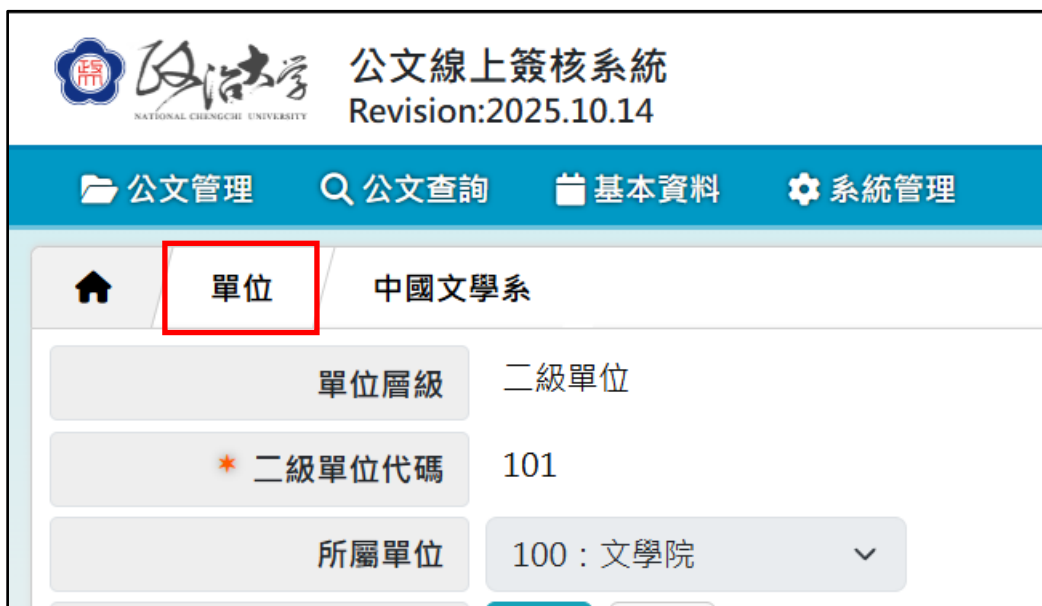 政治大学
NATIONAL CHENGCHI UNIVERSITY
公文線上簽核系統
Revision:2025.10.14
公文管理 公文查詢 基本資料 系統管理
單位 中國文學系
單位層級 二級單位
* 二級單位代碼 101
所屬單位 100：文學院